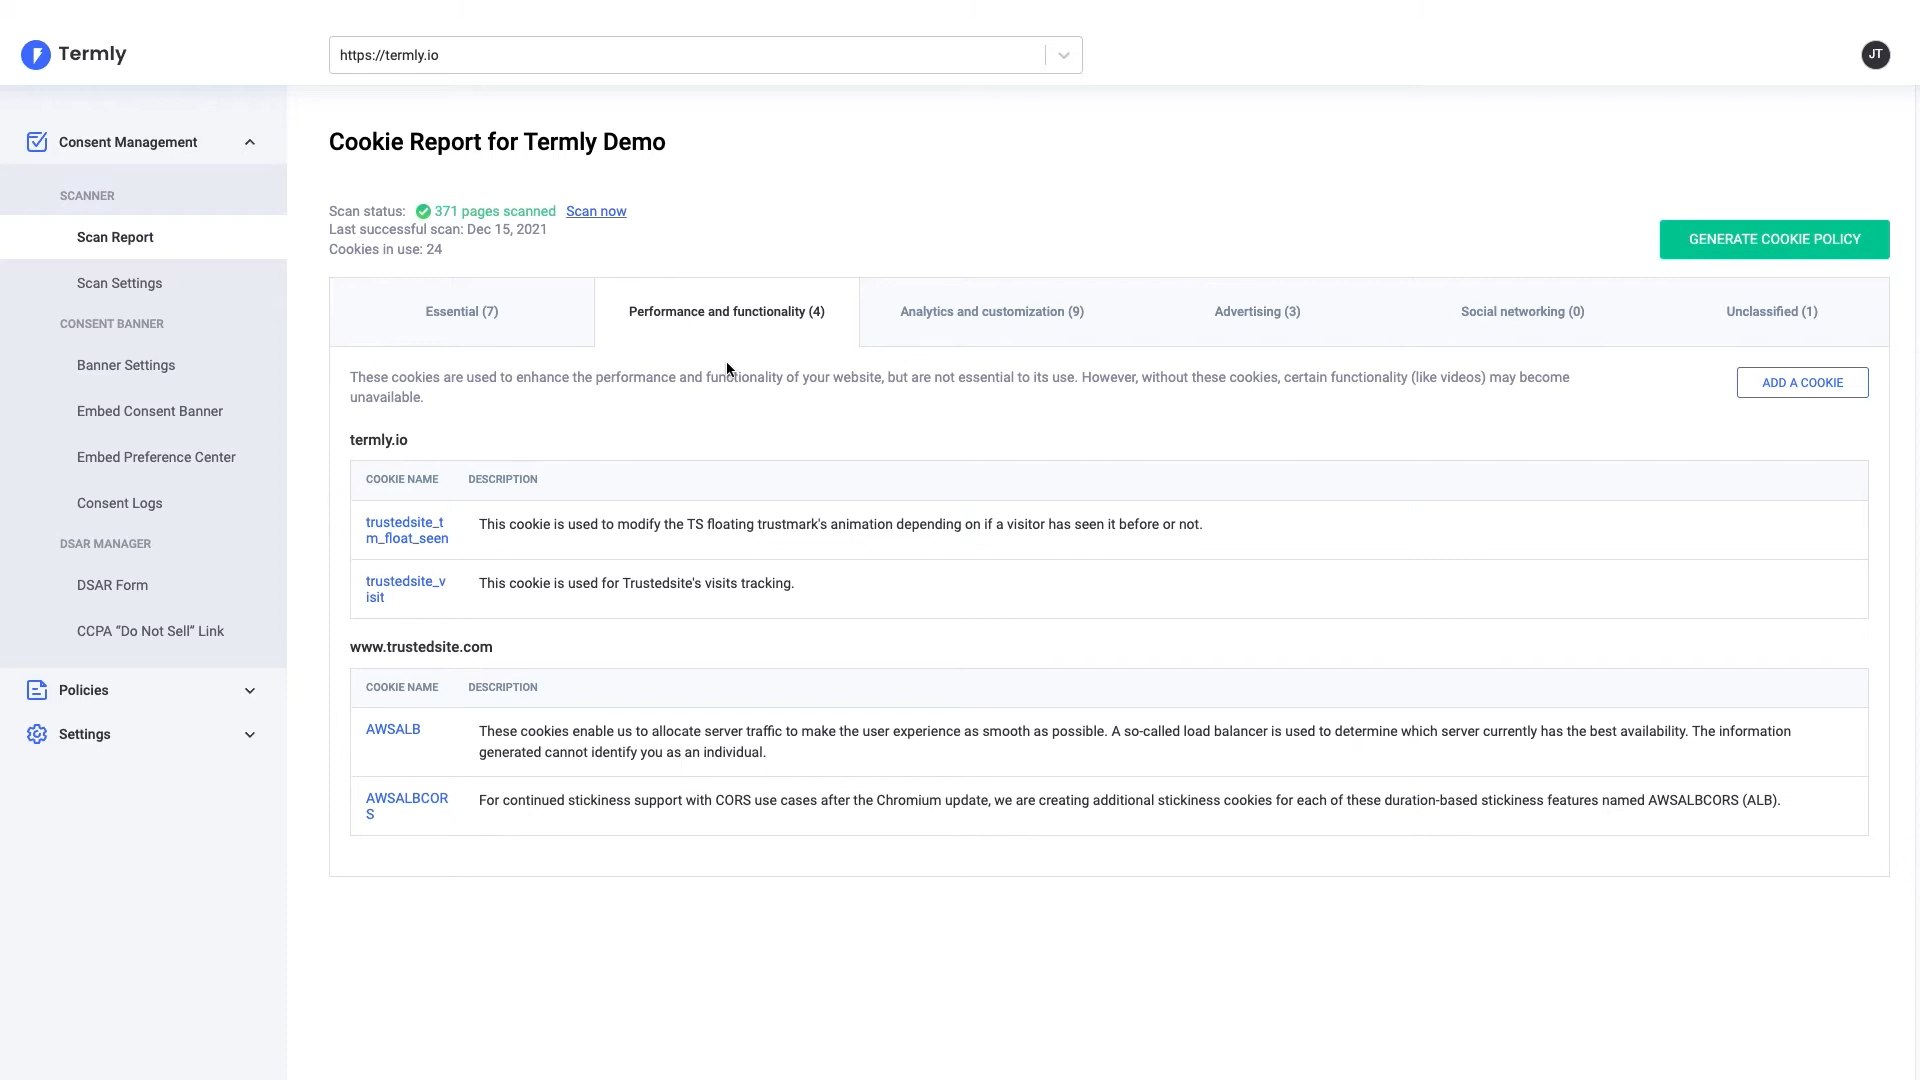 Termly
https://termly.io
JT
Consent Management
SCANNER
Scan Report
Scan Settings
CONSENT BANNER
Banner Settings
Embed Consent Banner
Embed Preference Center
Consent Logs
DSAR MANAGER
DSAR Form
CCPA “Do Not Sell” Link
Policies
Settings
Cookie Report for Termly Demo
Scan status: 371 pages scanned Scan now
Last successful scan: Dec 15, 2021
Cookies in use: 24
GENERATE COOKIE POLICY
Essential (7) Performance and functionality (4) Analytics and customization (9) Advertising (3) Social networking (0) Unclassified (1)
These cookies are used to enhance the performance and functionality of your website, but are not essential to its use. However, without these cookies, certain functionality (like videos) may become
unavailable.
ADD A COOKIE
termly.io
COOKIE NAME DESCRIPTION
trustedsite_t
m_float_seen
This cookie is used to modify the TS floating trustmark's animation depending on if a visitor has seen it before or not.
trustedsite_v
isit
This cookie is used for Trustedsite's visits tracking.
www.trustedsite.com
COOKIE NAME DESCRIPTION
AWSALB
These cookies enable us to allocate server traffic to make the user experience as smooth as possible. A so-called load balancer is used to determine which server currently has the best availability. The information
generated cannot identify you as an individual.
AWSALBCOR
S
For continued stickiness support with CORS use cases after the Chromium update, we are creating additional stickiness cookies for each of these duration-based stickiness features named AWSALBCORS (ALB).